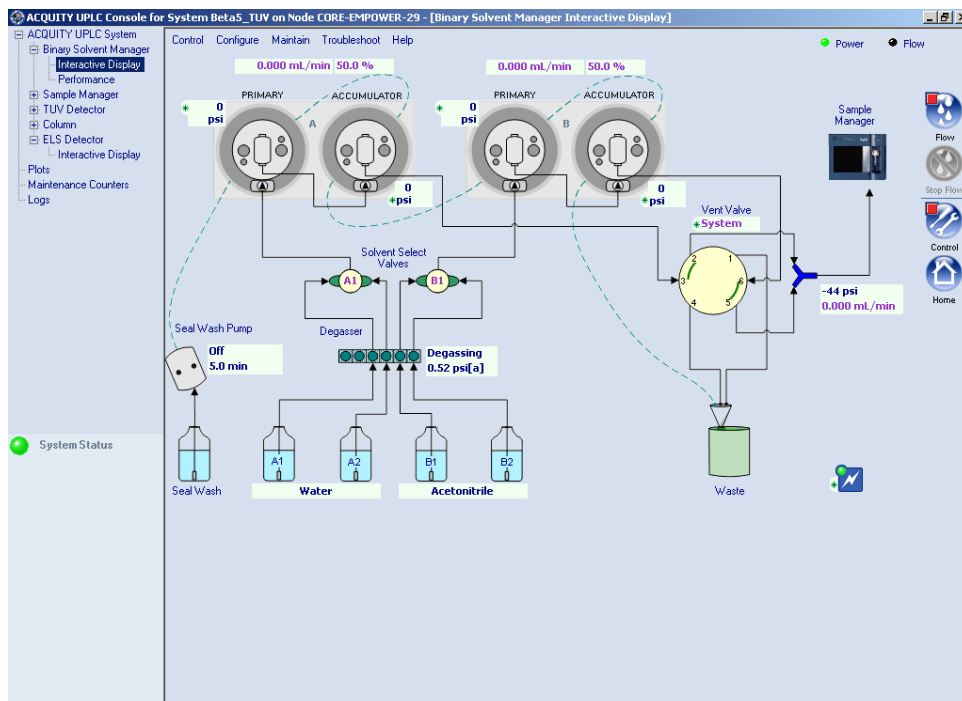 ACQUITY UPLC Console for System Beta5_TUV on Node CORE-EMPOWER-29 - [Binary Solvent Manager Interactive Display]
ACQUITY UPLC System
Binary Solvent Manager
Interactive Display
Performance
Sample Manager
TUV Detector
Column
ELS Detector
Interactive Display
Plots
Maintenance Counters
Logs
System Status
Control Configure Maintain Troubleshoot Help
Power Flow
0.000 mL/min 50.0 %
0.000 mL/min 50.0 %
PRIMARY ACCUMULATOR
PRIMARY ACCUMULATOR
0
psi
A
0
psi
B
0
psi
0
psi
Sample
Manager
Flow
Stop Flow
Control
Home
Vent Valve
System
2 1
3 6
4 5
-44 psi
0.000 mL/min
Solvent Select
Valves
A1 B1
Seal Wash Pump
Off
5.0 min
Degasser
Degassing
0.52 psi[a]
A1 A2 B1 B2
Seal Wash Water Acetonitrile Waste